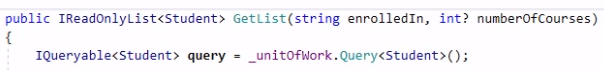 public IReadOnlyList<Student> GetList(string enrolledIn, int? numberOfCourses)
{
IQueryable<Student> query = _unitOfWork.Query<Student>();